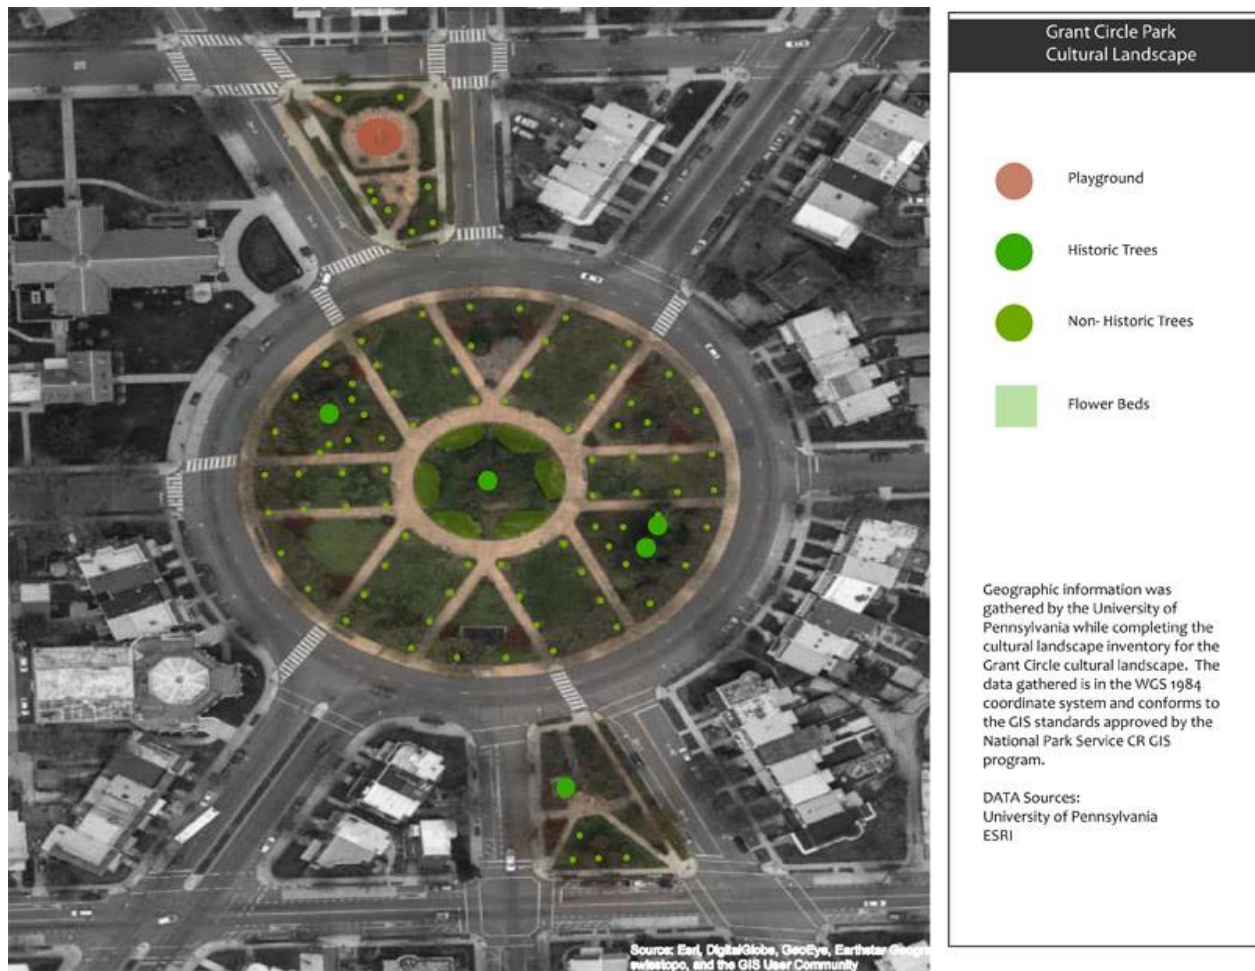 Grant Circle Park
Cultural Landscape
Playground
Historic Trees
Non- Historic Trees
Flower Beds
Geographic information was
gathered by the University of
Pennsylvania while completing the
cultural landscape inventory for the
Grant Circle cultural landscape. The
data gathered is in the WGS 1984
coordinate system and conforms to
the GIS standards approved by the
National Park Service CR GIS
program.
DATA Sources:
University of Pennsylvania
ESRI
Source: Esri, DigitalGlobe, GeoEye, Earthstar Geogra
swisstopo, and the GIS User Community